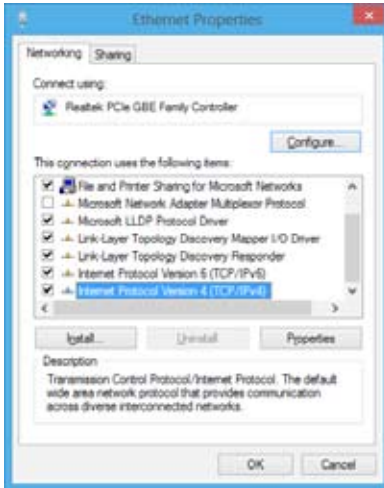 Ethernet Properties
Networking
Sharing
Connect using:
Realtek PCIe GBE Family Controller
Configure...
This connection uses the following items:
File and Printer Sharing for Microsoft Networks
Microsoft Network Adapter Multiplexor Protocol
Microsoft LLDP Protocol Driver
Link-Layer Topology Discovery Mapper I/O Driver
Link-Layer Topology Discovery Responder
Internet Protocol Version 6 (TCP/IPv6)
Internet Protocol Version 4 (TCP/IPv4)
Install...
Uninstall
Properties
Description
Transmission Control Protocol/Internet Protocol. The default
wide area network protocol that provides communication
across diverse interconnected networks.
OK
Cancel